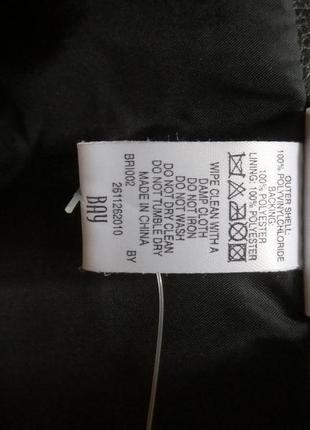 OUTER SHELL
100% POLYVINYLCHLORIDE
BACKING:
100% POLYESTER
LINING: 100% POLYESTER
WIPE CLEAN WITH A
DAMP CLOTH
DO NOT IRON
DO NOT WASH
DO NOT DRY CLEAN
DO NOT TUMBLE DRY
MADE IN CHINA
BRI002 BY
2611262010
BAY